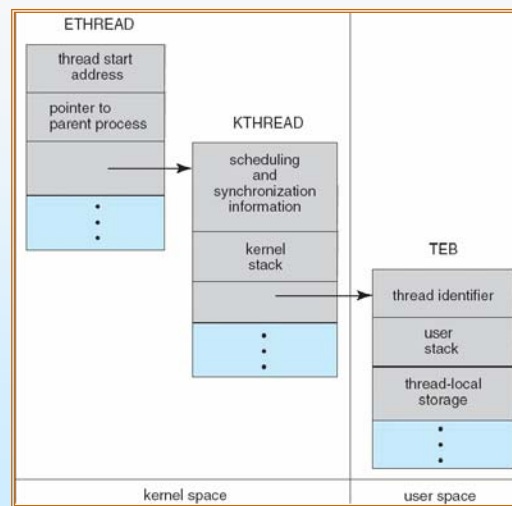 ETHREAD
thread start
address
pointer to
parent process
KTHREAD
scheduling
and
synchronization
information
kernel
stack
TEB
thread identifier
user
stack
thread-local
storage
kernel space
user space